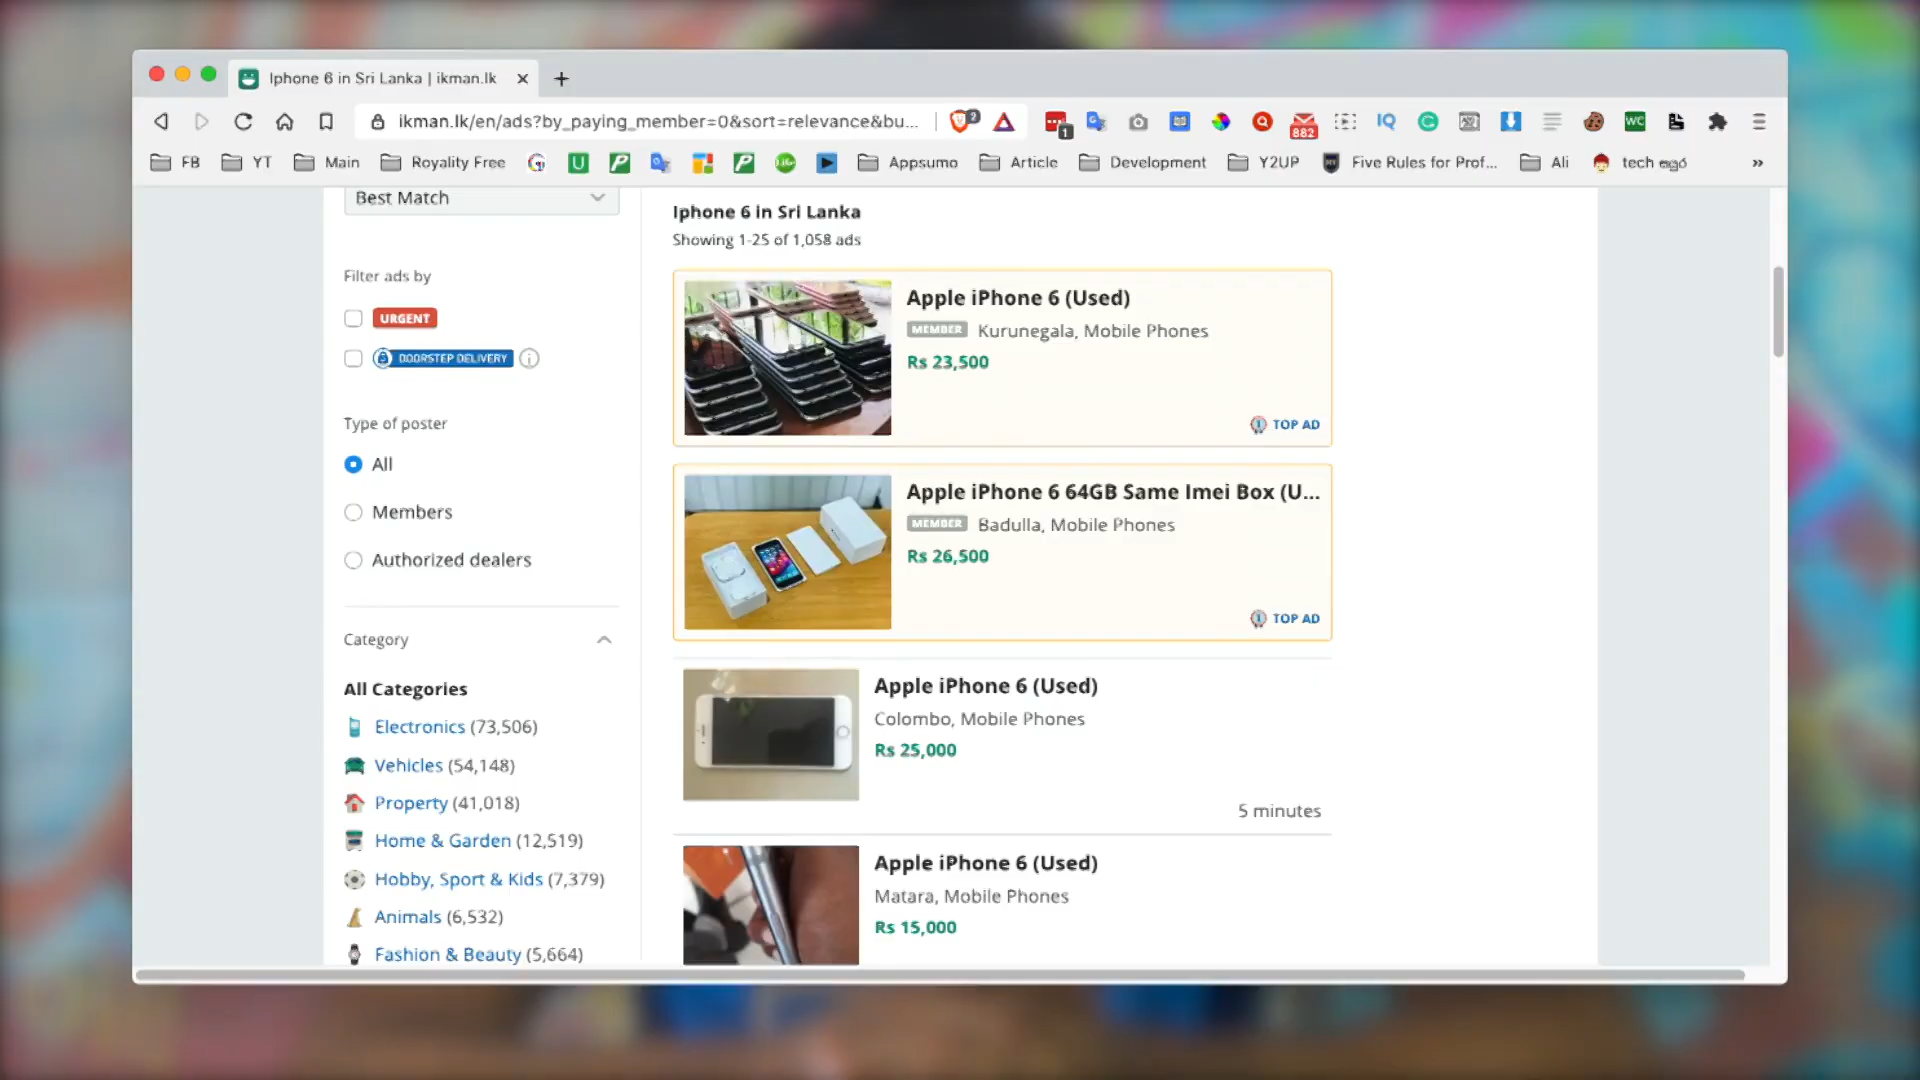 Iphone 6 in Sri Lanka | ikman.lk
ikman.lk/en/ads?by_paying_member=0&sort=relevance&bu...
2
1
882
IQ
WC
FB
YT
Main
Royality Free
Appsumo
Article
Development
Y2UP
Five Rules for Prof...
Ali
tech අපුර්
Best Match
Filter ads by
URGENT
DOORSTEP DELIVERY
Type of poster
All
Members
Authorized dealers
Category
All Categories
Electronics (73,506)
Vehicles (54,148)
Property (41,018)
Home & Garden (12,519)
Hobby, Sport & Kids (7,379)
Animals (6,532)
Fashion & Beauty (5,664)
Iphone 6 in Sri Lanka
Showing 1-25 of 1,058 ads
Apple iPhone 6 (Used)
MEMBER Kurunegala, Mobile Phones
Rs 23,500
TOP AD
Apple iPhone 6 64GB Same Imei Box (U...
MEMBER Badulla, Mobile Phones
Rs 26,500
TOP AD
Apple iPhone 6 (Used)
Colombo, Mobile Phones
Rs 25,000
5 minutes
Apple iPhone 6 (Used)
Matara, Mobile Phones
Rs 15,000